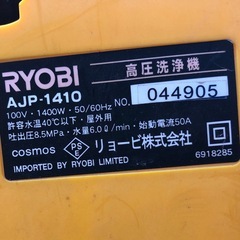 RYOBI 高圧洗浄機
AJP-1410
100V・1400W・50/60Hz NO. 044905
許容水温40℃以下・屋外用
吐出圧8.5MPa・水量6.0ℓ/min・始動電流50A
cosmos PSE リョービ株式会社
IMPORTED BY RYOBI LIMITED 6918285